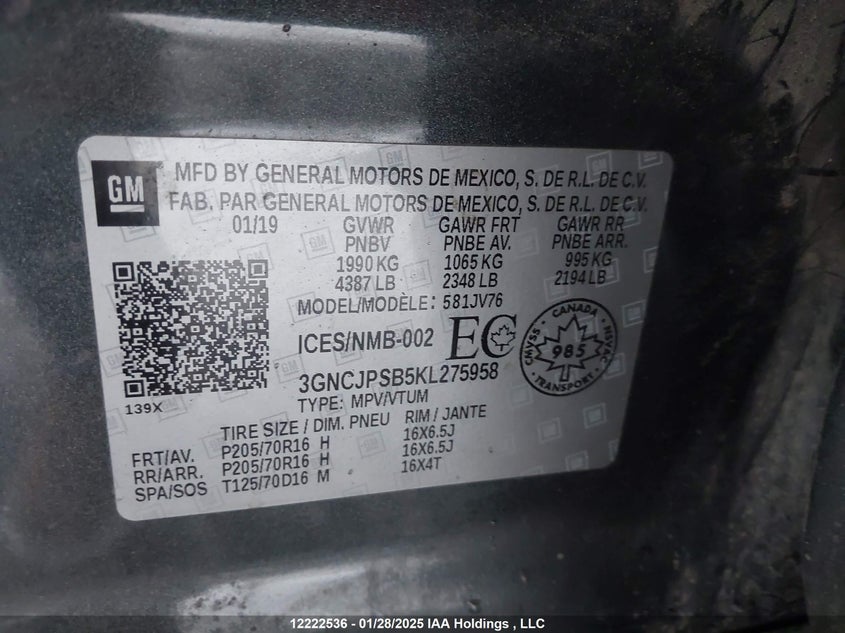 GM
MFD BY GENERAL MOTORS DE MEXICO, S. DE R.L. DE C.V.
FAB. PAR GENERAL MOTORS DE MEXICO, S. DE R.L. DE C.V.
01/19 GVWR GAWR FRT GAWR RR
PNBV PNBE AV. PNBE ARR.
1990 KG 1065 KG 995 KG
4387 LB 2348 LB 2194 LB
MODEL/MODÈLE: 581JV76
ICES/NMB-002 EC
CANADA
CMVSS NSVAC
985
TRANSPORT
3GNCJPSB5KL275958
TYPE: MPV/VTUM
139X
TIRE SIZE / DIM. PNEU RIM / JANTE
FRT/AV. P205/70R16 H 16X6.5J
RR/ARR. P205/70R16 H 16X6.5J
SPA/SOS T125/70D16 M 16X4T
12222536 - 01/28/2025 IAA Holdings , LLC